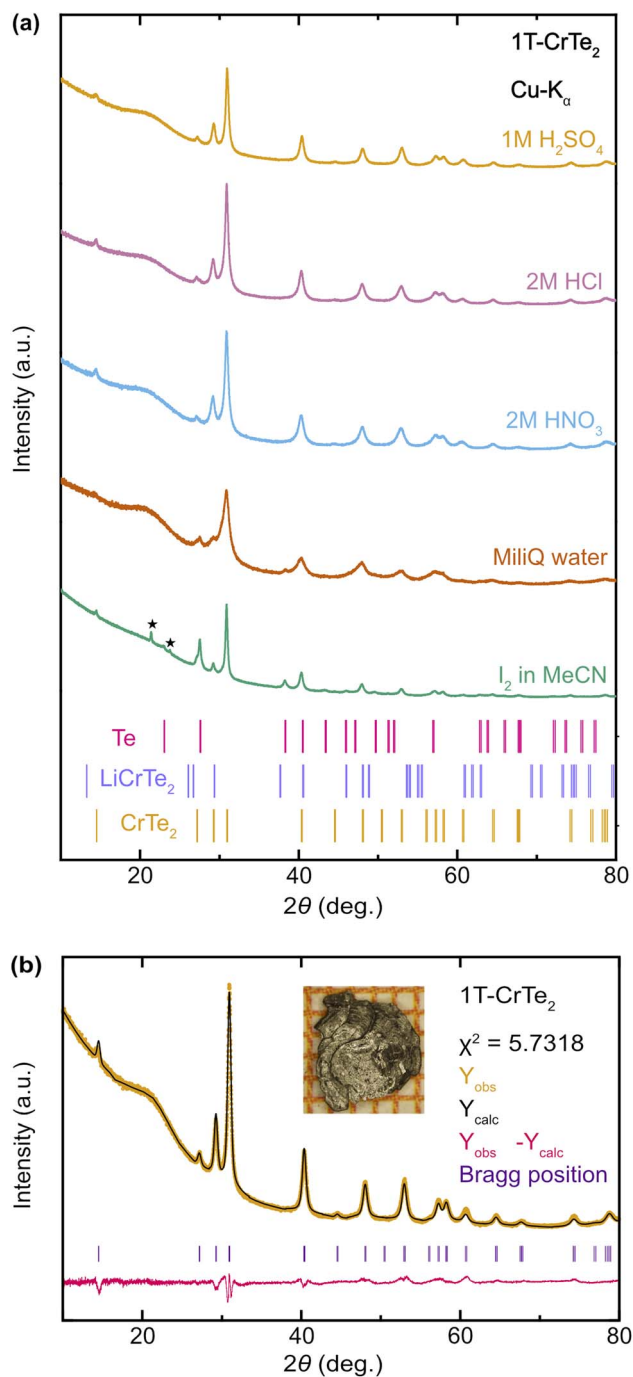 (a)
1T-CrTe₂
Cu-Kα
1M H₂SO₄
2M HCl
2M HNO₃
MiliQ water
★
★
I₂ in MeCN
Te
LiCrTe₂
CrTe₂
Intensity (a.u.)
20
40
60
80
2θ (deg.)
(b)
1T-CrTe₂
χ² = 5.7318
Yobs
Ycalc
Yobs -Ycalc
Bragg position
Intensity (a.u.)
20
40
60
80
2θ (deg.)